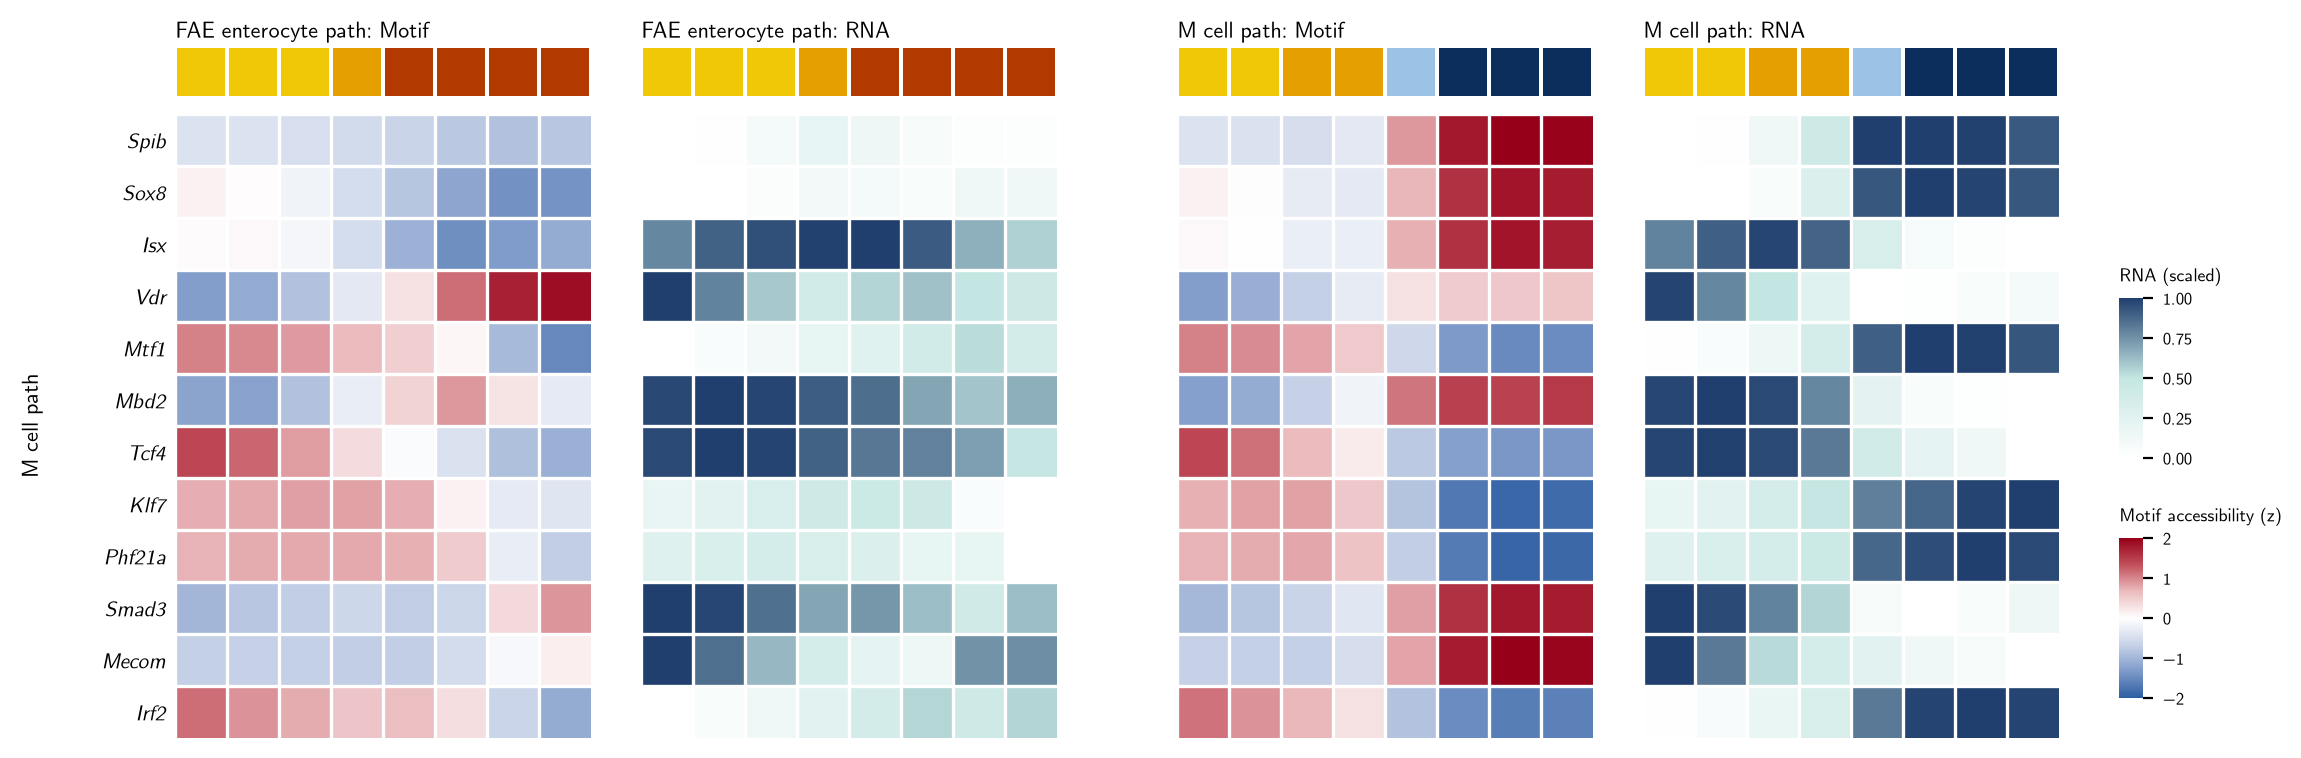 FAE enterocyte path: Motif
FAE enterocyte path: RNA
M cell path: Motif
M cell path: RNA
Spib
Sox8
Isx
Vdr
Mtf1
Mbd2
Tcf4
Klf7
Phf21a
Smad3
Mecom
Irf2
M cell path
RNA (scaled)
1.00
0.75
0.50
0.25
0.00
Motif accessibility (z)
2
1
0
−1
−2